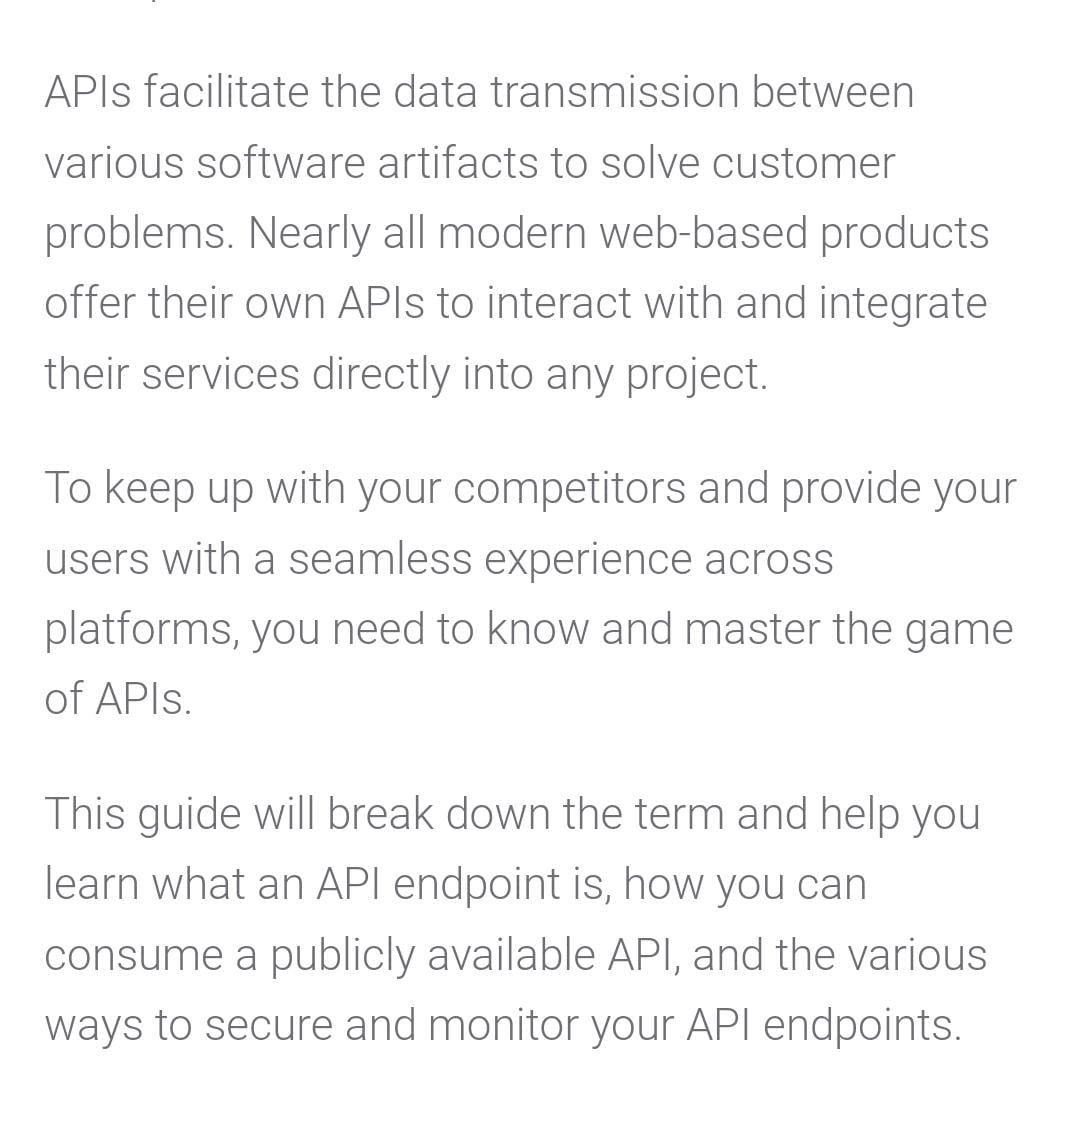 APIs facilitate the data transmission between
various software artifacts to solve customer
problems. Nearly all modern web-based products
offer their own APIs to interact with and integrate
their services directly into any project.
To keep up with your competitors and provide your
users with a seamless experience across
platforms, you need to know and master the game
of APIs.
This guide will break down the term and help you
learn what an API endpoint is, how you can
consume a publicly available API, and the various
ways to secure and monitor your API endpoints.